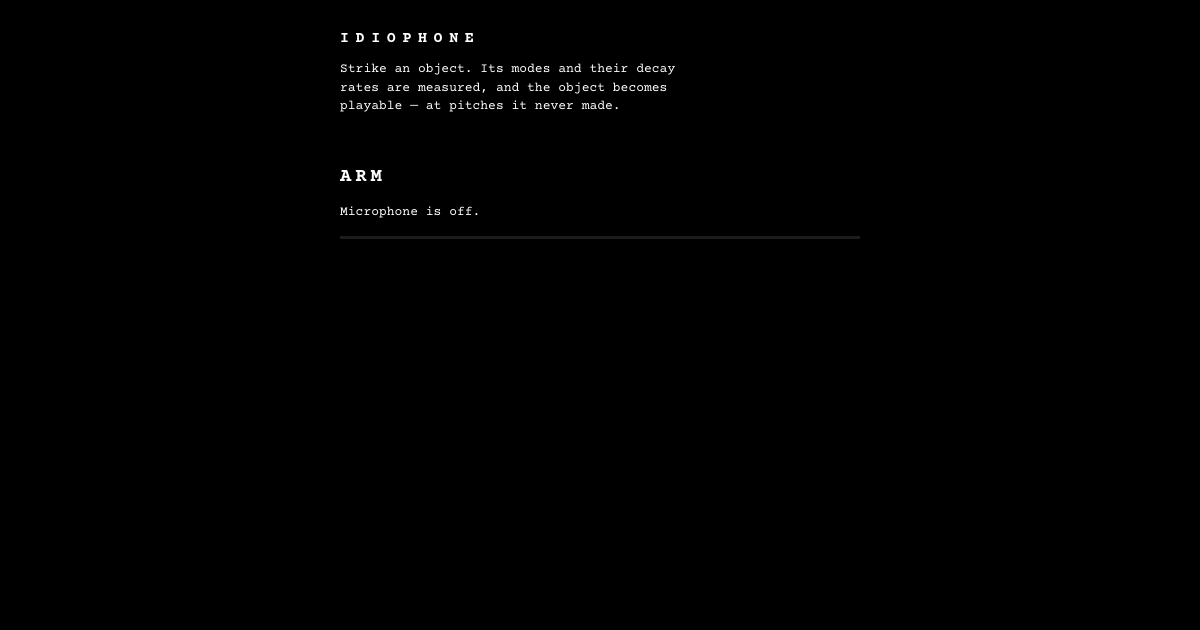 IDIOPHONE
Strike an object. Its modes and their decay
rates are measured, and the object becomes
playable — at pitches it never made.
ARM
Microphone is off.